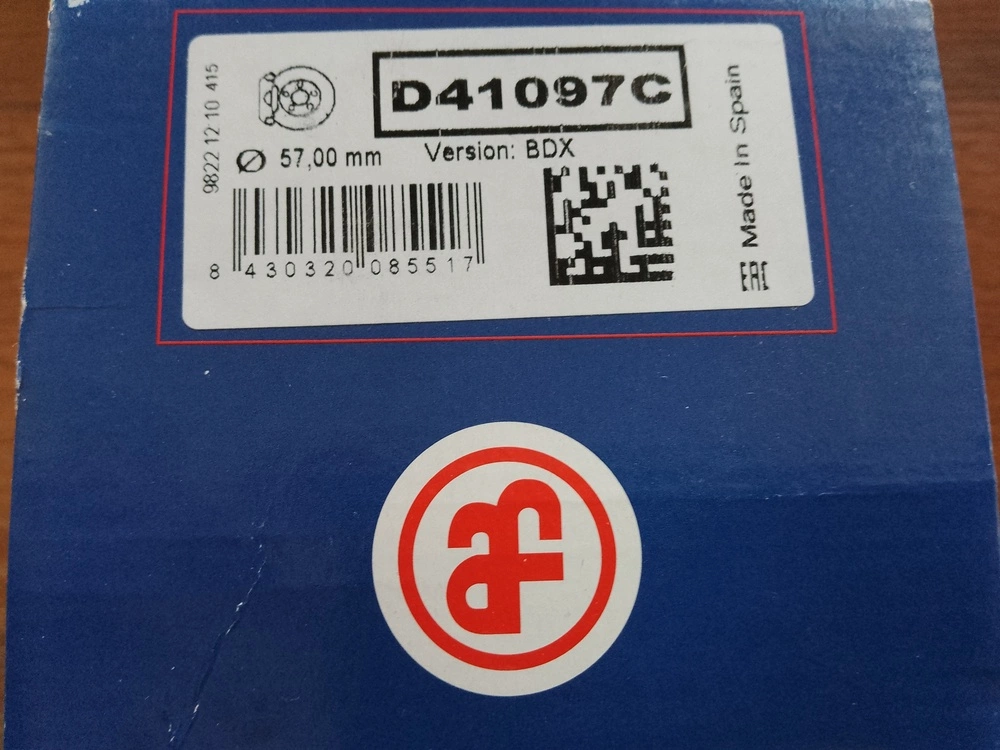 9822 12 10 415
D41097C
Ø 57,00 mm
Version: BDX
8 430320 085517
Made In Spain
EAC